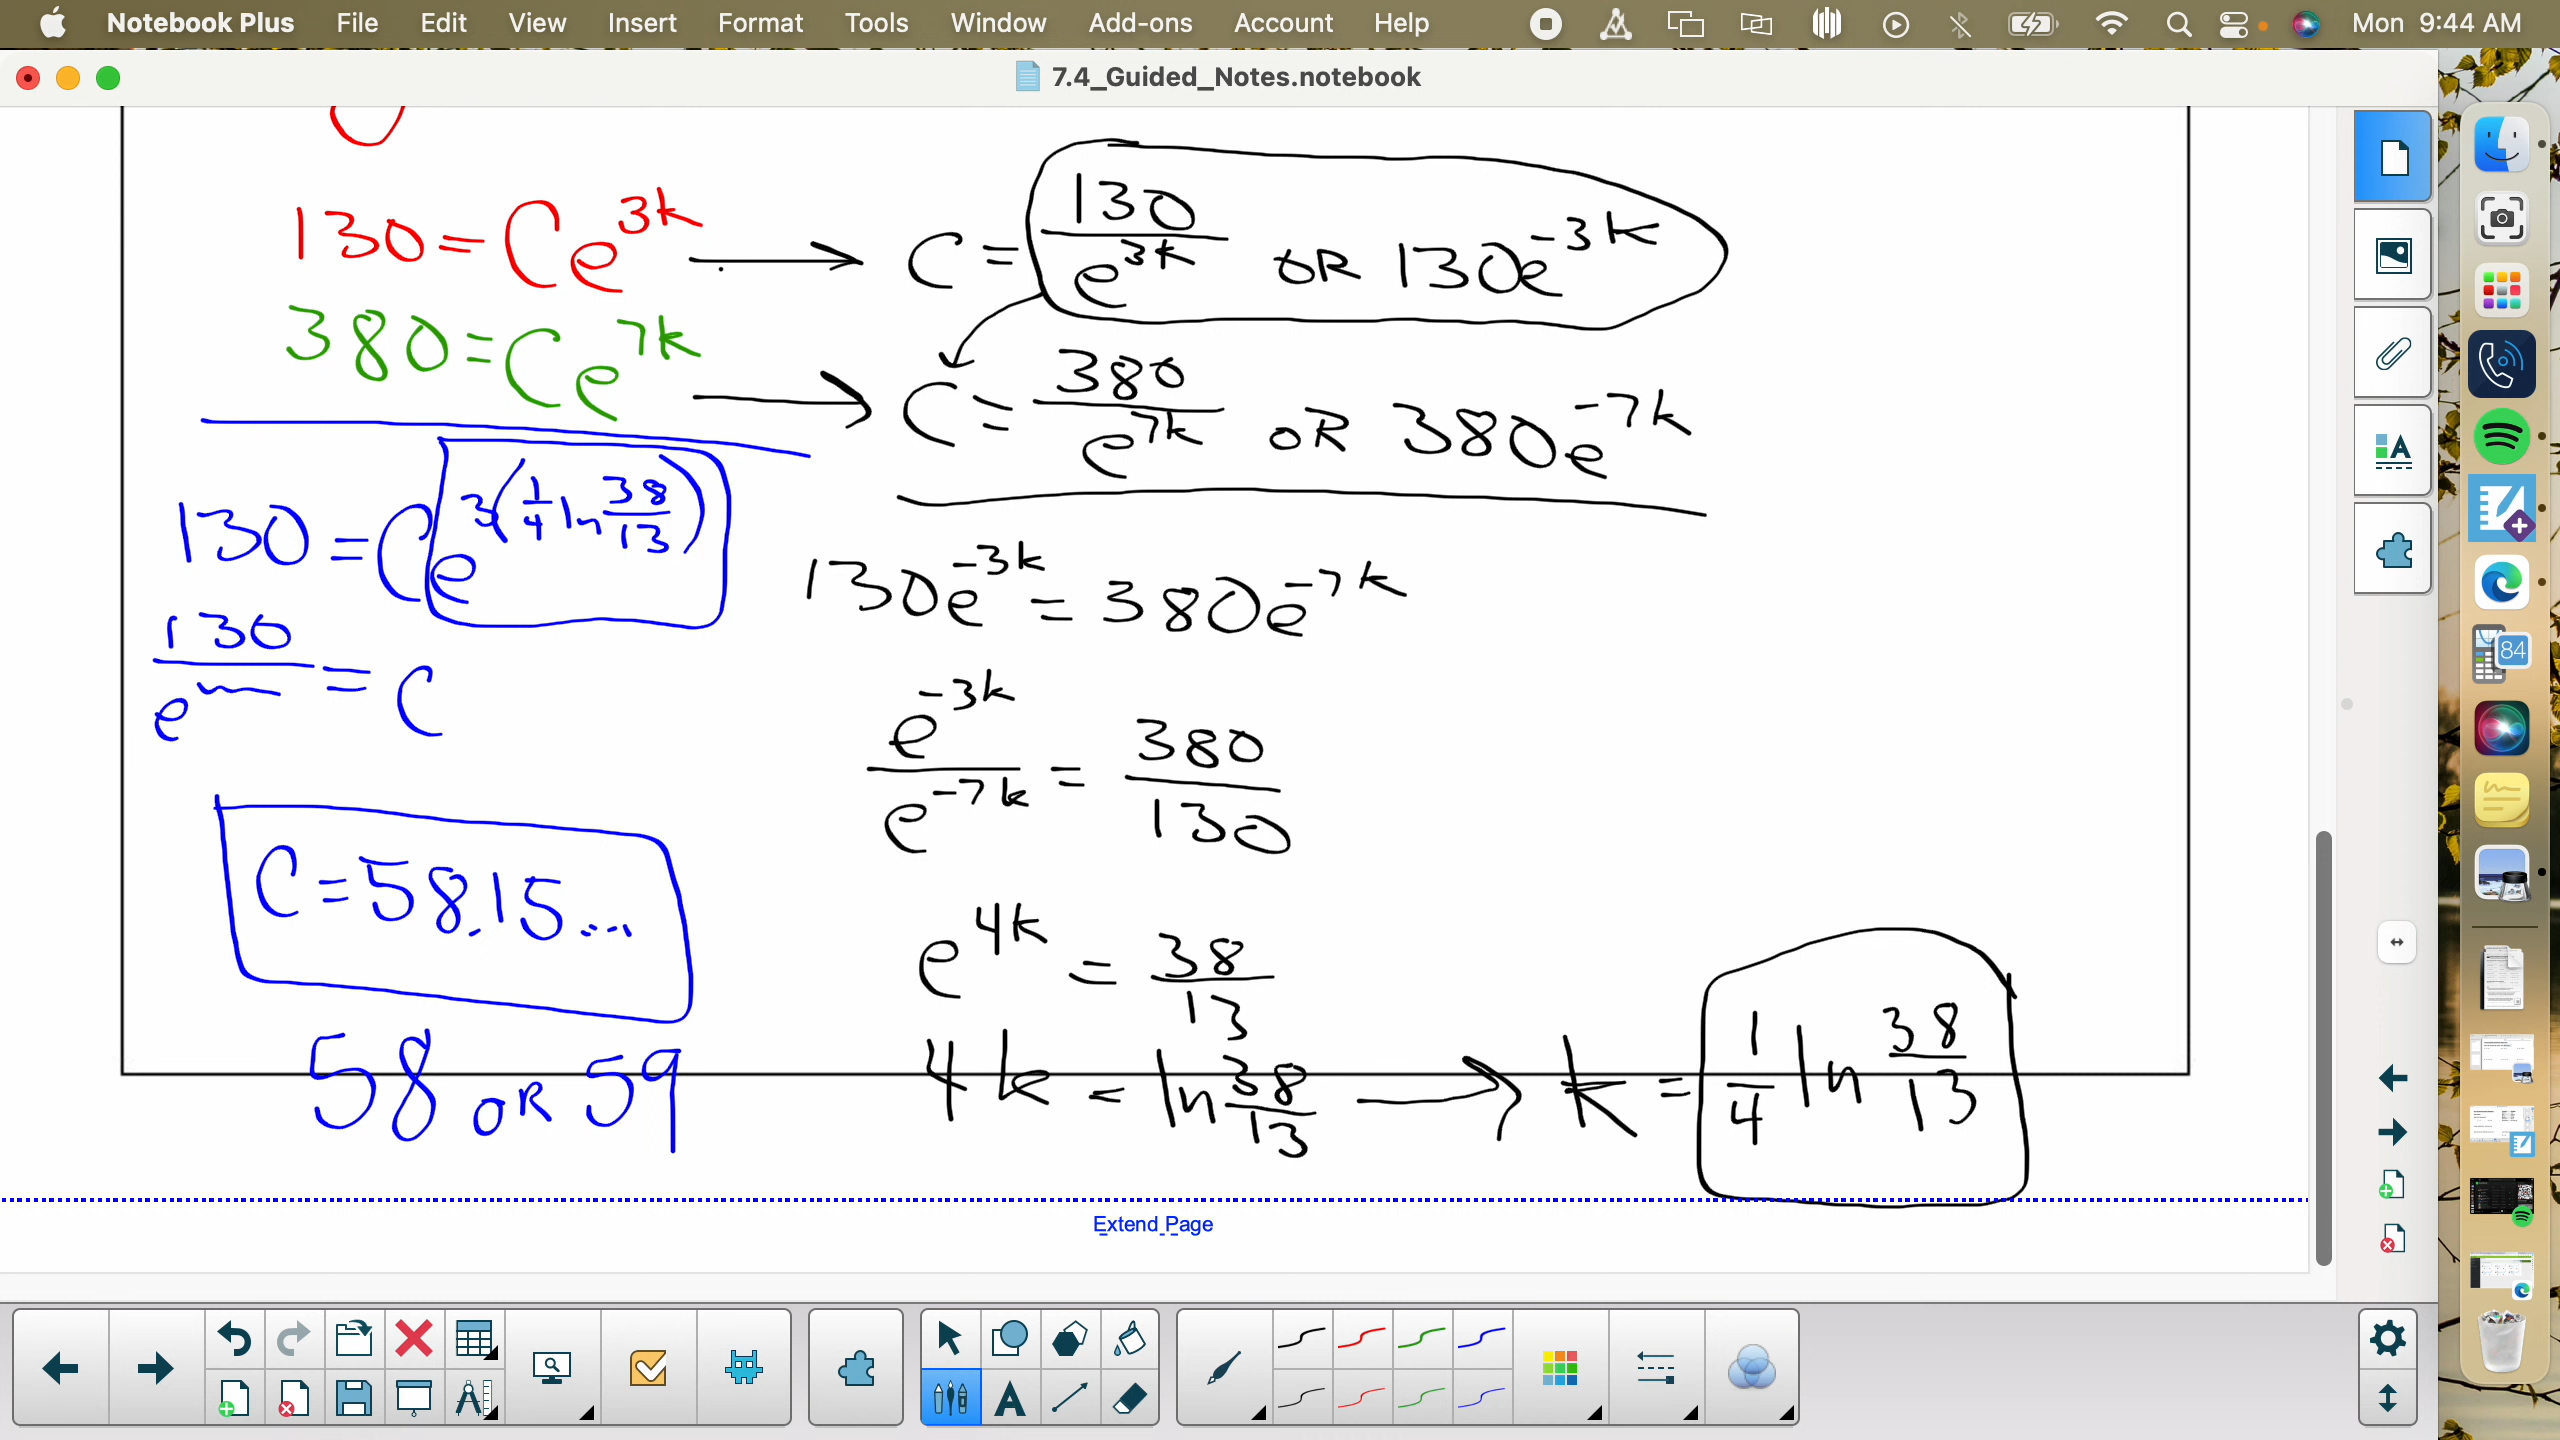 Notebook Plus File Edit View Insert Format Tools Window Add-ons Account Help Mon 9:44 AM
7.4_Guided_Notes.notebook
130 = Ce^{3k} → C = 130/e^{3k} OR 130e^{-3k}
380 = Ce^{7k} → C = 380/e^{7k} OR 380e^{-7k}
130 = Ce^{3(1/4 ln 38/13)}
130/e = C
C = 58.15...
58 OR 59
130e^{-3k} = 380e^{-7k}
e^{-3k}/e^{-7k} = 380/130
e^{4k} = 38/13
4k = ln 38/13 → k = 1/4 ln 38/13
Extend Page
A
84
A